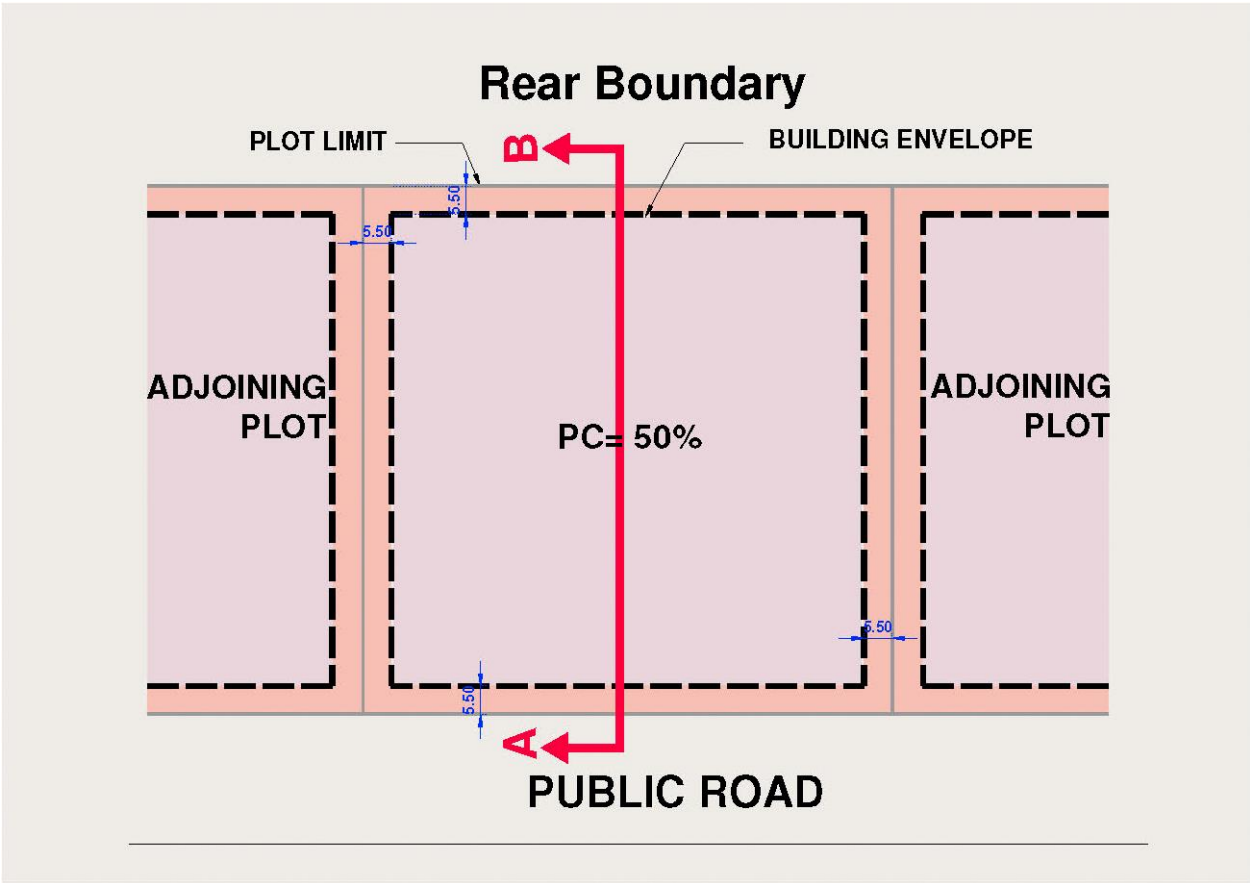 Rear Boundary
PLOT LIMIT
B
BUILDING ENVELOPE
5.50
5.50
ADJOINING
PLOT
PC= 50%
ADJOINING
PLOT
5.50
5.50
A
PUBLIC ROAD